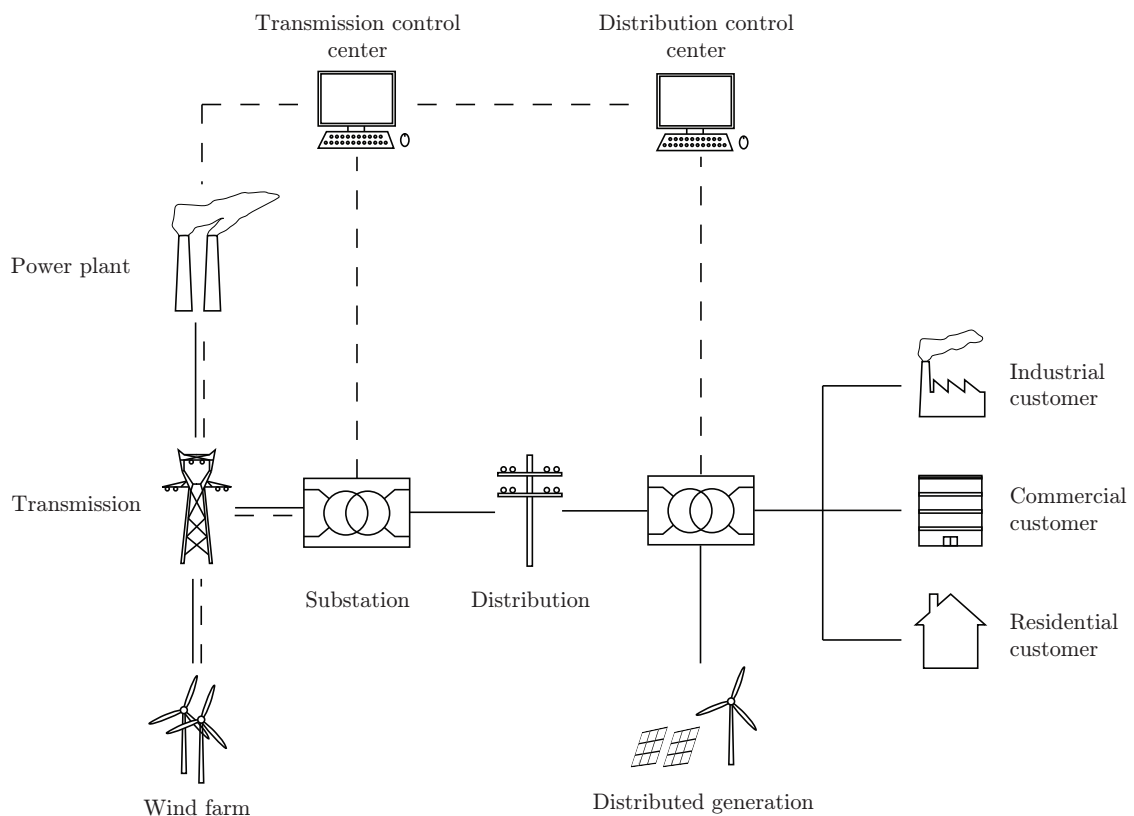 Transmission control
center
Distribution control
center
Power plant
Industrial
customer
Transmission
Commercial
customer
Substation
Distribution
Residential
customer
Wind farm
Distributed generation